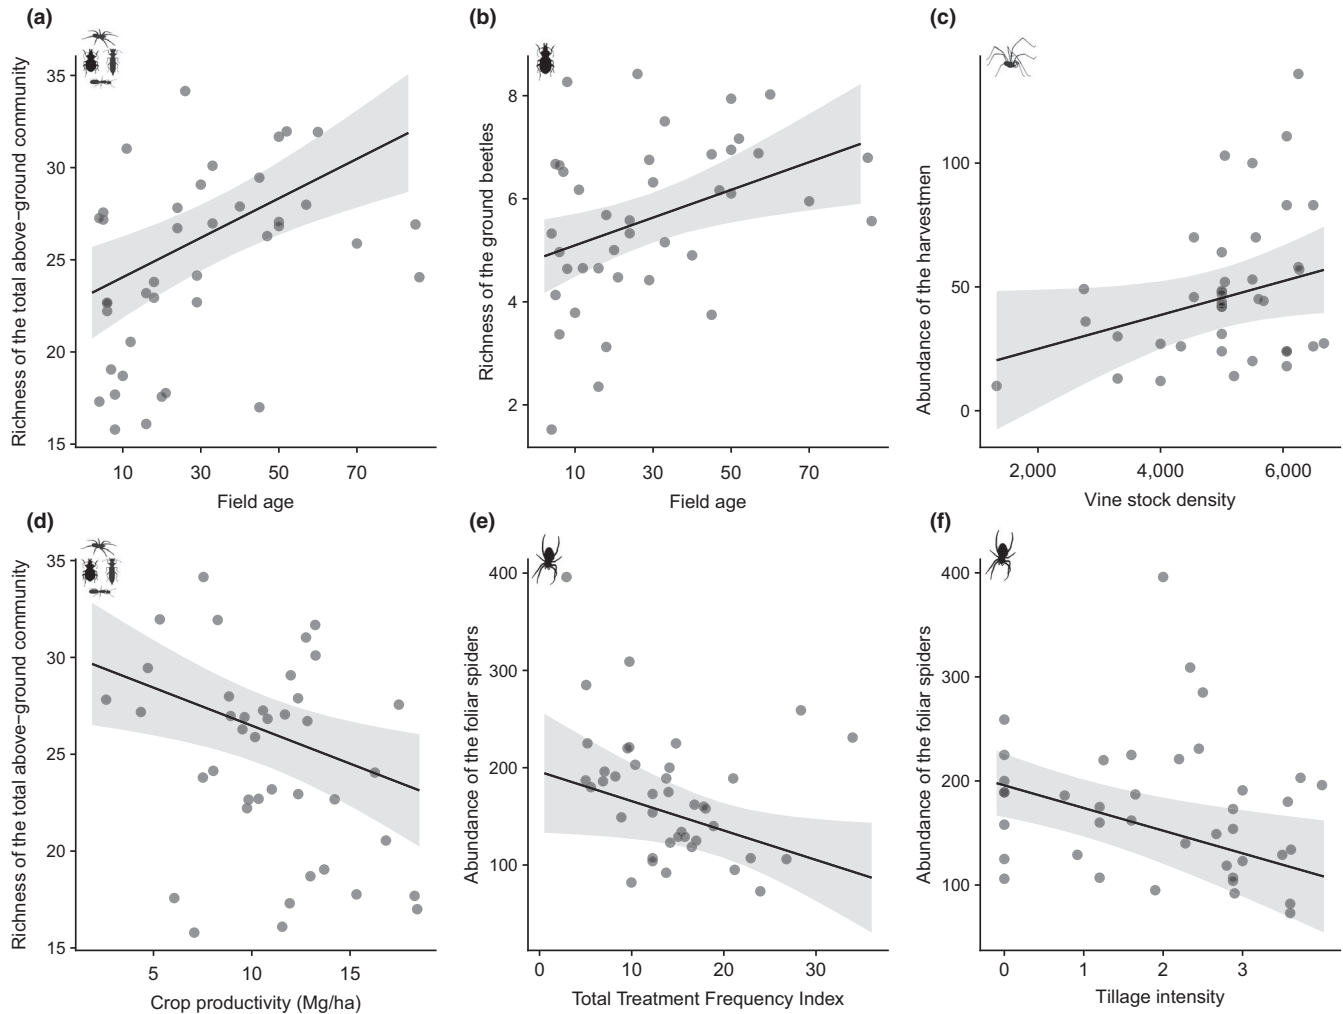 (a)
Richness of the total above−ground community
35
30
25
20
15
10
30
50
70
Field age
(b)
Richness of the ground beetles
8
6
4
2
10
30
50
70
Field age
(c)
Abundance of the harvestmen
100
50
0
2,000
4,000
6,000
Vine stock density
(d)
Richness of the total above−ground community
35
30
25
20
15
5
10
15
Crop productivity (Mg/ha)
(e)
Abundance of the foliar spiders
400
300
200
100
0
10
20
30
Total Treatment Frequency Index
(f)
Abundance of the foliar spiders
400
300
200
100
0
1
2
3
Tillage intensity